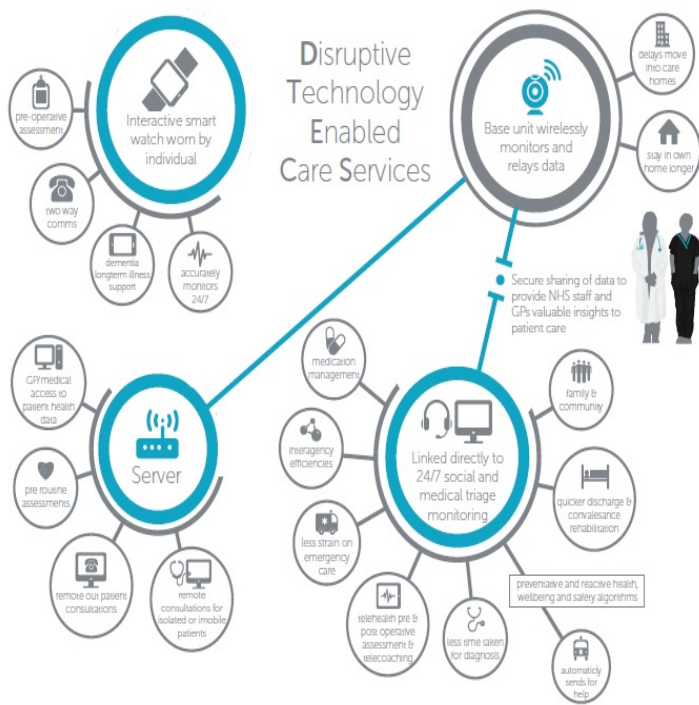 Disruptive
Technology
Enabled
Care Services
Interactive smart
watch worn by
individual
pre-operative
assessment
two way
comms
dementia
longterm illness
support
accurately
monitors
24/7
Base unit wirelessly
monitors and
relays data
delays move
into care
homes
stay in own
home longer
Secure sharing of data to
provide NHS staff and
GPs valuable insights to
patient care
Server
GP/medical
access to
patient health
data
pre routine
assessments
remote out patient
consultations
remote
consultations for
isolated or imobile
patients
Linked directly to
24/7 social and
medical triage
monitoring
medication
management
interagency
efficiencies
less strain on
emergency
care
telehealth pre &
post operative
assessment &
telecoaching
less time taken
for diagnosis
family &
community
quicker discharge &
convalesance
rehabilitation
preventative and reactive health,
wellbeing and safety algorithms
automaticly
sends for
help